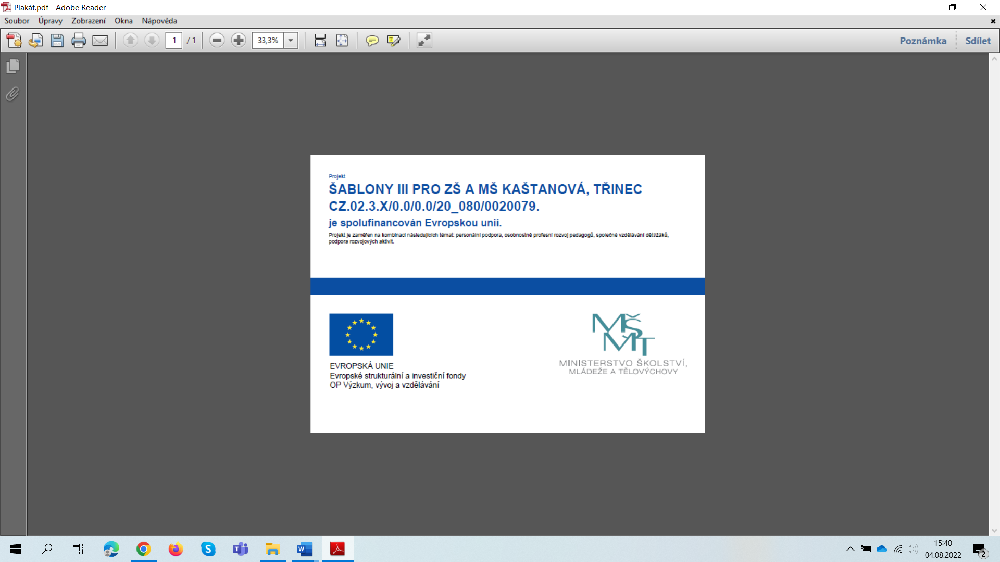 Plakát.pdf - Adobe Reader
Soubor Úpravy Zobrazení Okna Nápověda
1 / 1 33,3% Poznámka Sdílet
Projekt
ŠABLONY III PRO ZŠ A MŠ KAŠTANOVÁ, TŘINEC
CZ.02.3.X/0.0/0.0/20_080/0020079.
je spolufinancován Evropskou unií.
Projekt je zaměřen na kombinaci následujících témat: personální podpora, osobnostně profesní rozvoj pedagogů, společné vzdělávání dětí/žáků,
podpora rozvojových aktivit.
MŠ
MT
MINISTERSTVO ŠKOLSTVÍ,
MLÁDEŽE A TĚLOVÝCHOVY
EVROPSKÁ UNIE
Evropské strukturální a investiční fondy
OP Výzkum, vývoj a vzdělávání
15:40
04.08.2022
2